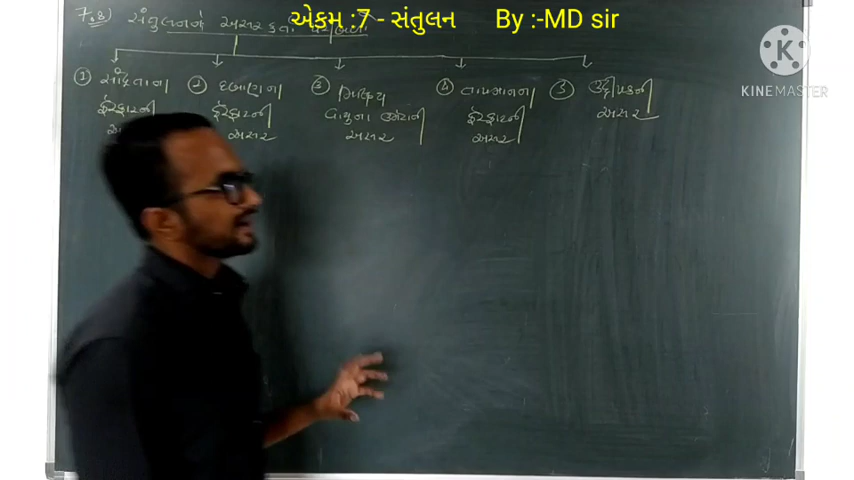 એકમ :7 - સંતુલન By :-MD sir
7.8) સંતુલનને અસર કરતાં પરિબળો
① સાંદ્રતાના ફેરફારની
② દબાણના ફેરફારની અસર
③ નિષ્ક્રિય વાયુના ઉમેરાની અસર
④ તાપમાનના ફેરફારની અસર
⑤ ઉદ્દીપકની અસર
K
KINEMASTER